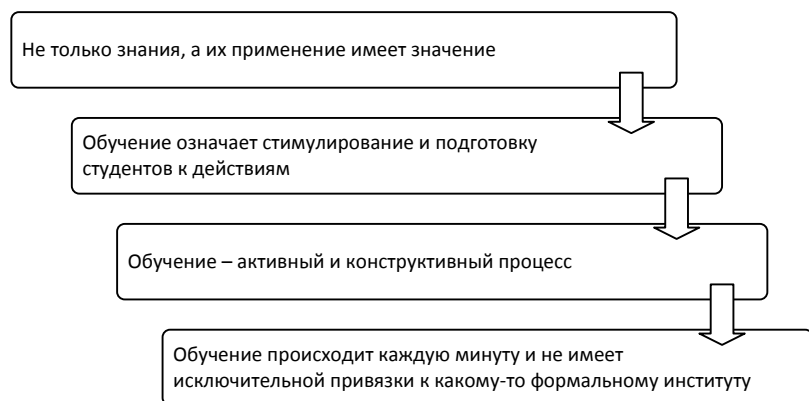 Не только знания, а их применение имеет значение
Обучение означает стимулирование и подготовку
студентов к действиям
Обучение – активный и конструктивный процесс
Обучение происходит каждую минуту и не имеет
исключительной привязки к какому-то формальному институту